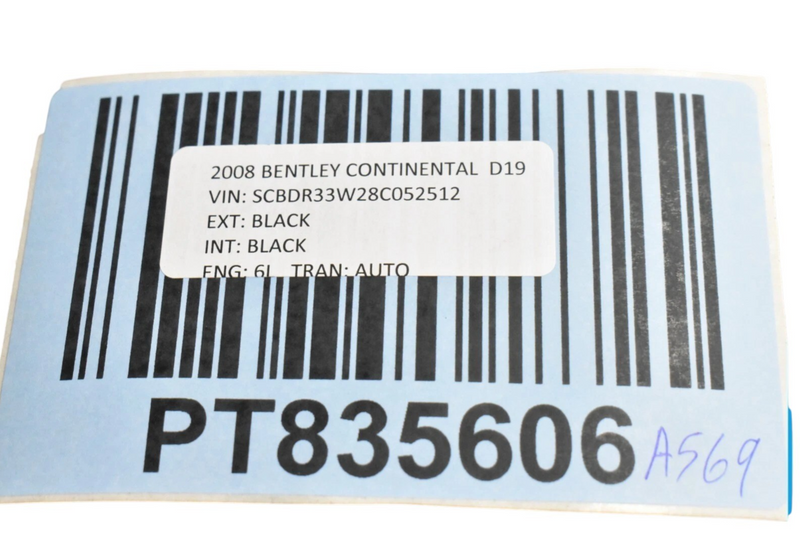 2008 BENTLEY CONTINENTAL D19
VIN: SCBDR33W28C052512
EXT: BLACK
INT: BLACK
ENG: 6L TRAN: AUTO
PT835606
A569